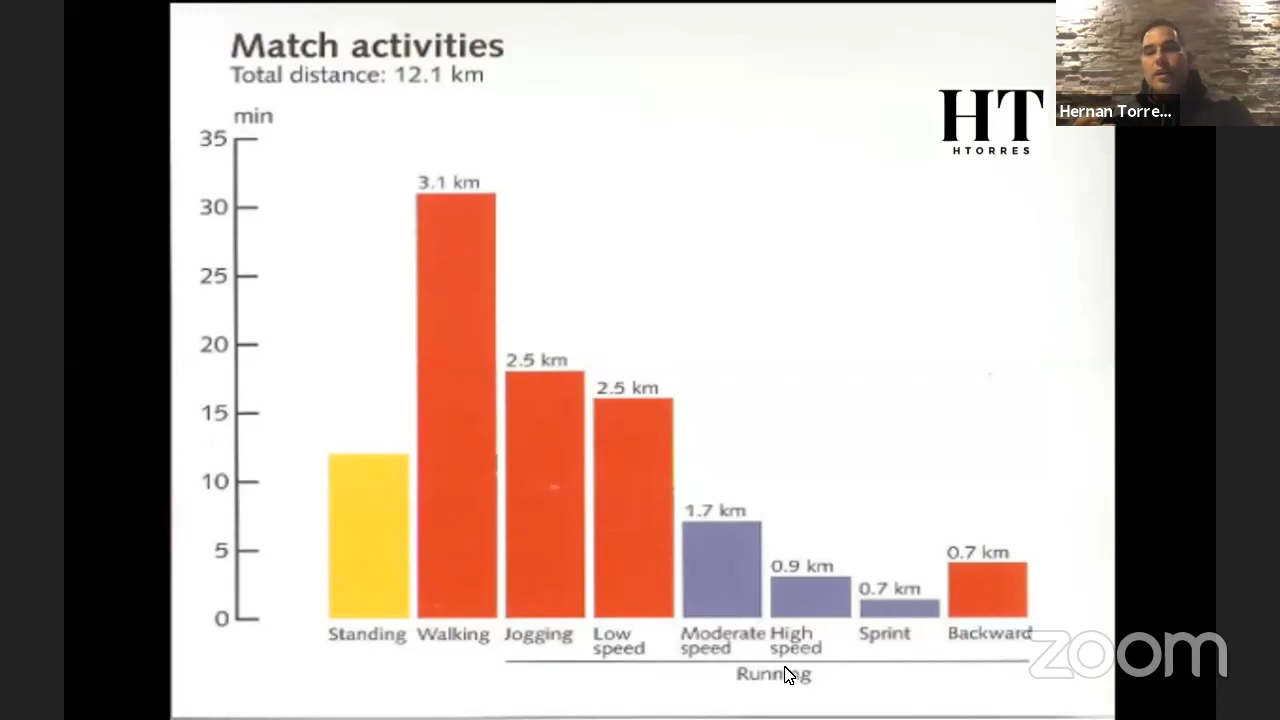 Match activities
Total distance: 12.1 km
min
35
30
25
20
15
10
5
0
3.1 km
2.5 km
2.5 km
1.7 km
0.9 km
0.7 km
0.7 km
Standing
Walking
Jogging
Low
speed
Moderate
speed
High
speed
Sprint
Backward
Running
HT
HTORRES
Hernan Torre...
zoom